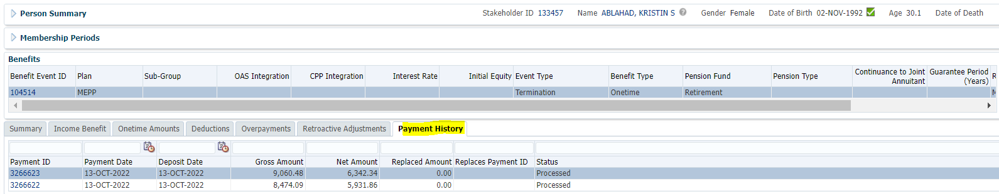 Person Summary Stakeholder ID 133457 Name ABLAHAD, KRISTIN S Gender Female Date of Birth 02-NOV-1992 Age 30.1 Date of Death
Membership Periods
Benefits
Benefit Event ID Plan Sub-Group OAS Integration CPP Integration Interest Rate Initial Equity Event Type Benefit Type Pension Fund Pension Type Continuance to Joint Annuitant Guarantee Period (Years) R
104514 MEPP Termination Onetime Retirement M
Summary Income Benefit Onetime Amounts Deductions Overpayments Retroactive Adjustments Payment History
Payment ID Payment Date Deposit Date Gross Amount Net Amount Replaced Amount Replaces Payment ID Status
3266623 13-OCT-2022 13-OCT-2022 9,060.48 6,342.34 0.00 Processed
3266622 13-OCT-2022 13-OCT-2022 8,474.09 5,931.86 0.00 Processed